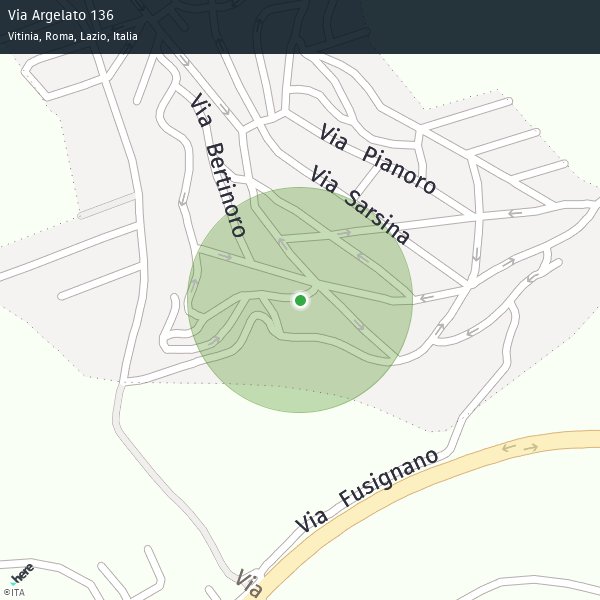 Via Argelato 136
Vitinia, Roma, Lazio, Italia
Via Bertinoro
Via Pianoro
Via Sarsina
Via Fusignano
Via
here
©ITA